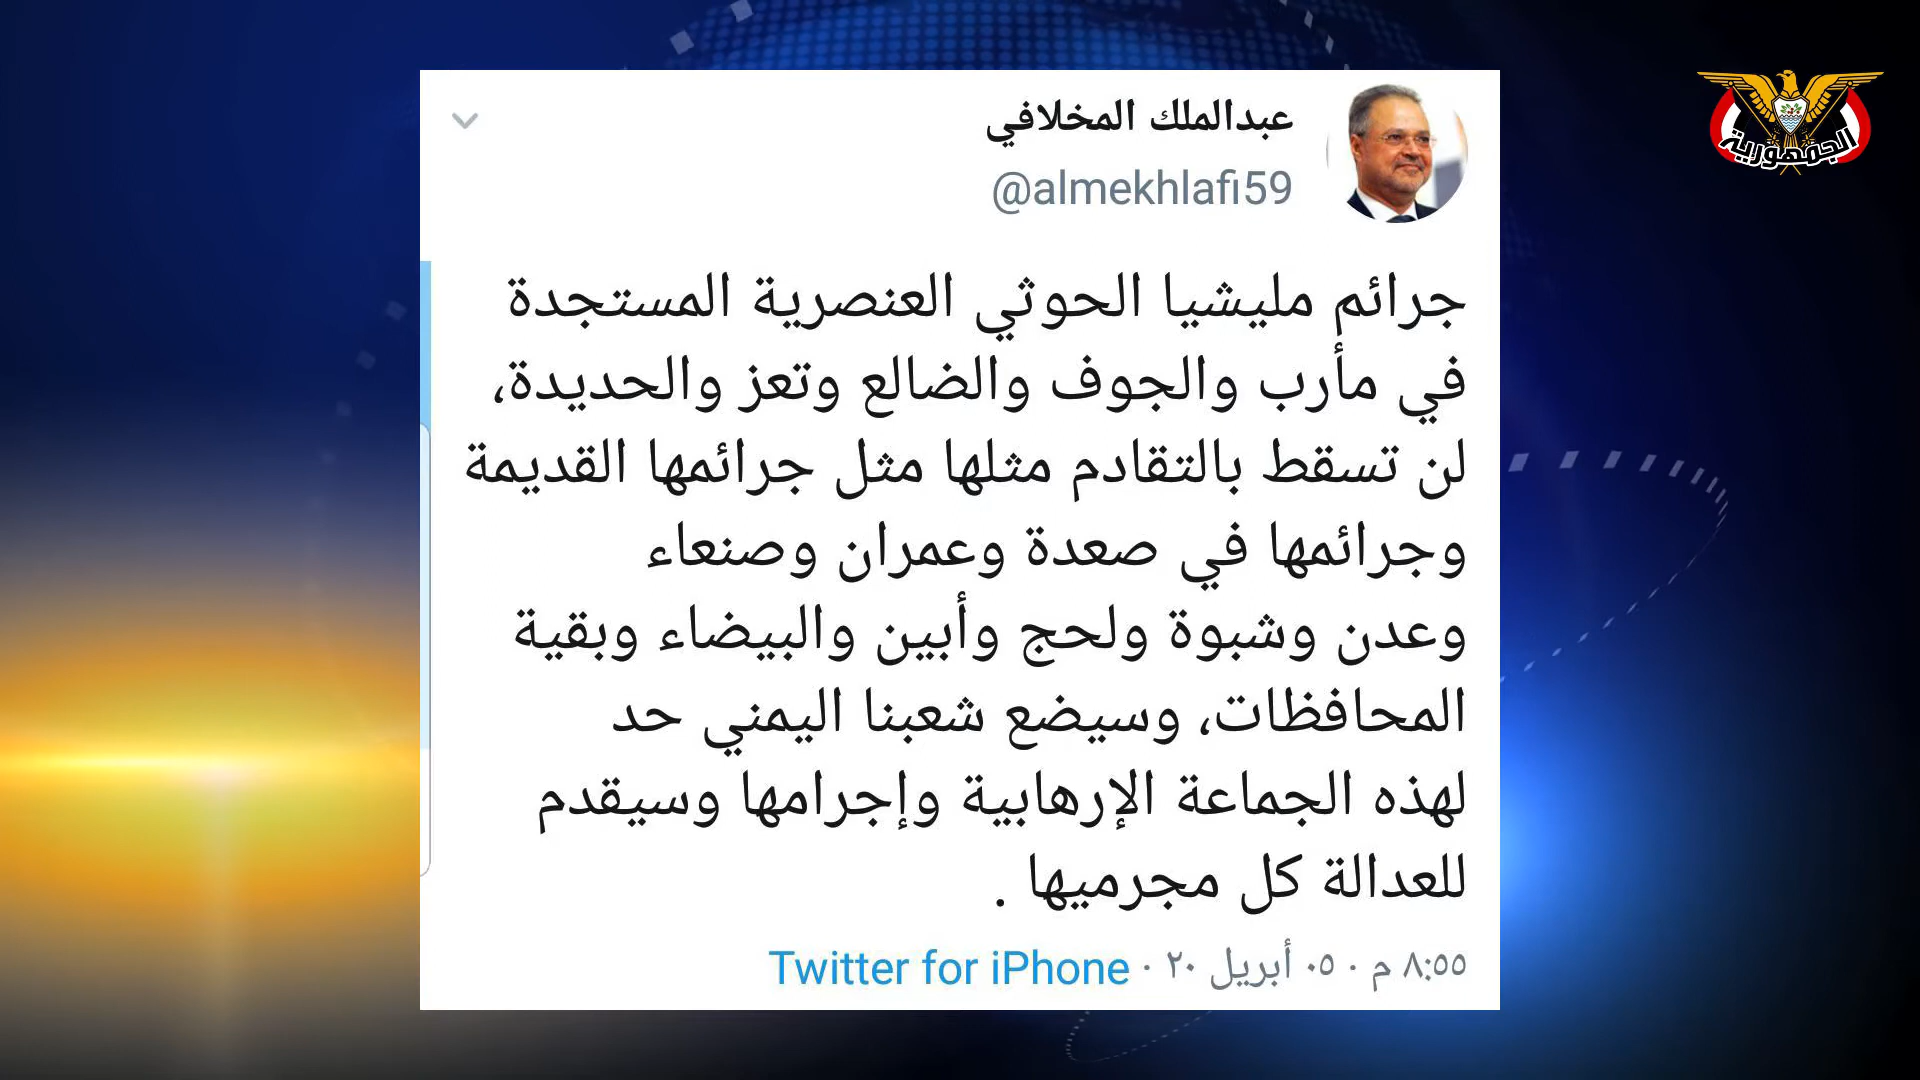 الجمهورية
عبدالملك المخلافي
@almekhlafi59
جرائم مليشيا الحوثي العنصرية المستجدة
في مأرب والجوف والضالع وتعز والحديدة،
لن تسقط بالتقادم مثلها مثل جرائمها القديمة
وجرائمها في صعدة وعمران وصنعاء
وعدن وشبوة ولحج وأبين والبيضاء وبقية
المحافظات، وسيضع شعبنا اليمني حد
لهذه الجماعة الإرهابية وإجرامها وسيقدم
للعدالة كل مجرميها .
٨:٥٥ م · ٠٥ أبريل ٢٠ · Twitter for iPhone